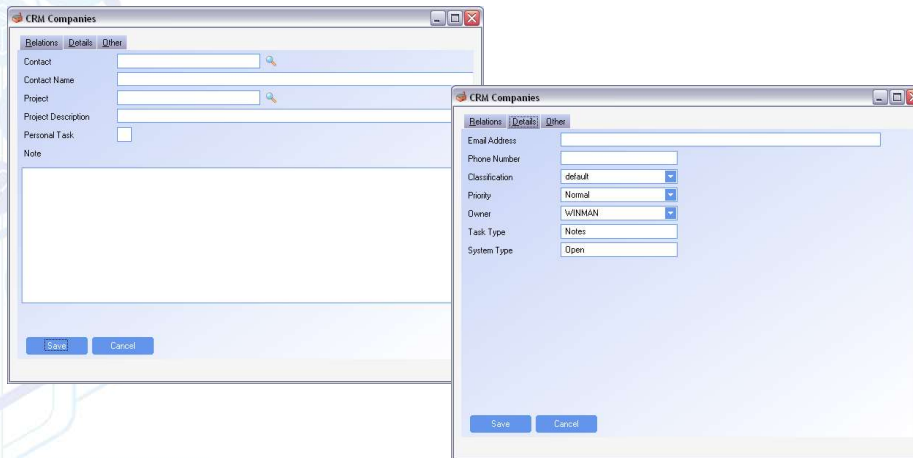 CRM Companies
Relations Details Other
Contact
Contact Name
Project
Project Description
Personal Task
Note
Save Cancel
CRM Companies
Relations Details Other
Email Address
Phone Number
Classification default
Priority Normal
Owner WINMAN
Task Type Notes
System Type Open
Save Cancel